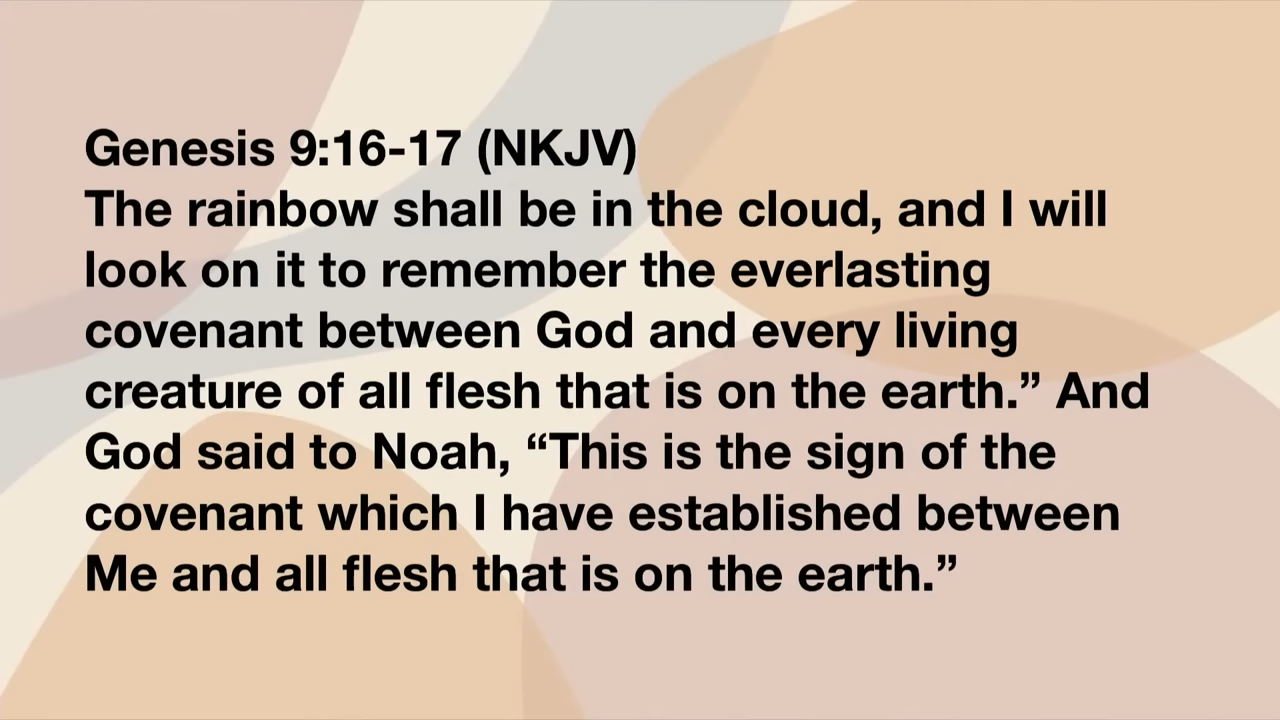 Genesis 9:16-17 (NKJV)
The rainbow shall be in the cloud, and I will
look on it to remember the everlasting
covenant between God and every living
creature of all flesh that is on the earth.” And
God said to Noah, “This is the sign of the
covenant which I have established between
Me and all flesh that is on the earth.”